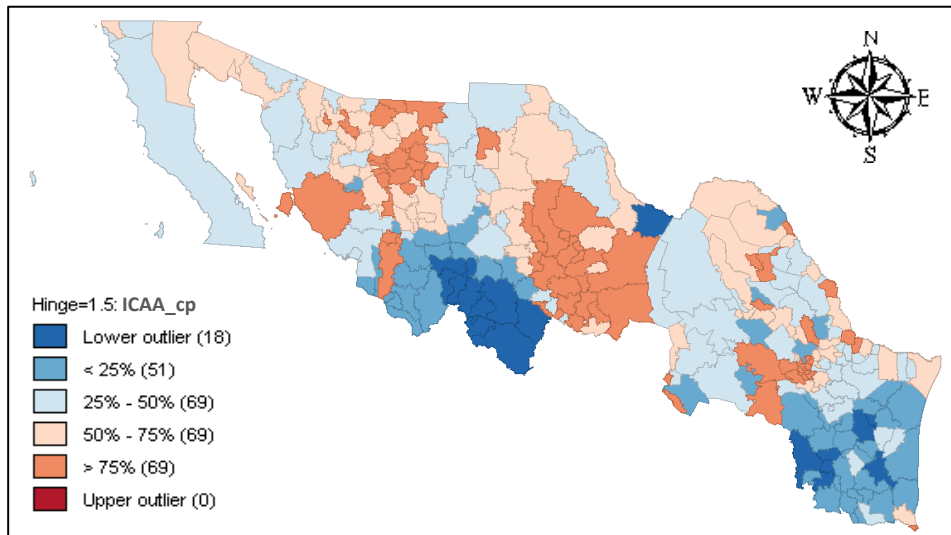 N
W E
S
Hinge=1.5: ICAA_cp
Lower outlier (18)
< 25% (51)
25% - 50% (69)
50% - 75% (69)
> 75% (69)
Upper outlier (0)